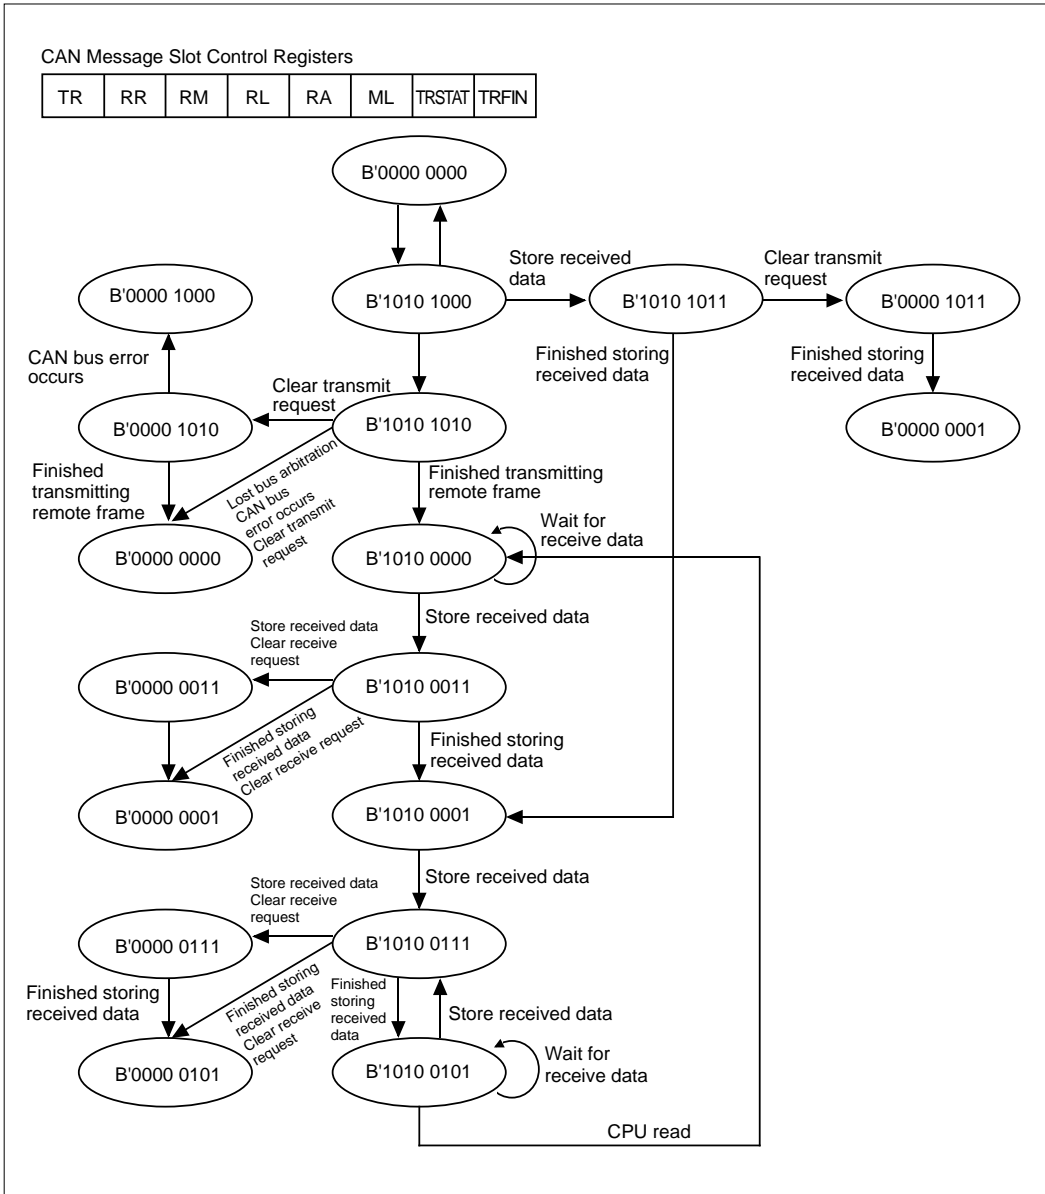 CAN Message Slot Control Registers
TR RR RM RL RA ML TRSTAT TRFIN
B'0000 0000
Store received
data
Clear transmit
request
B'0000 1000
B'1010 1000
B'1010 1011
B'0000 1011
CAN bus error
occurs
Finished storing
received data
Finished storing
received data
Clear transmit
request
B'0000 1010
B'1010 1010
B'0000 0001
Finished
transmitting
remote frame
Lost bus arbitration
CAN bus
error occurs
Clear transmit
request
Finished transmitting
remote frame
Wait for
receive data
B'0000 0000
B'1010 0000
Store received data
Store received data
Clear receive
request
B'0000 0011
B'1010 0011
Finished storing
received data
Clear receive request
Finished storing
received data
B'0000 0001
B'1010 0001
Store received data
Store received data
Clear receive
request
B'0000 0111
B'1010 0111
Finished storing
received data
Finished storing
received data
Clear receive
request
Finished
storing
received
data
Store received data
Wait for
receive data
B'0000 0101
B'1010 0101
CPU read